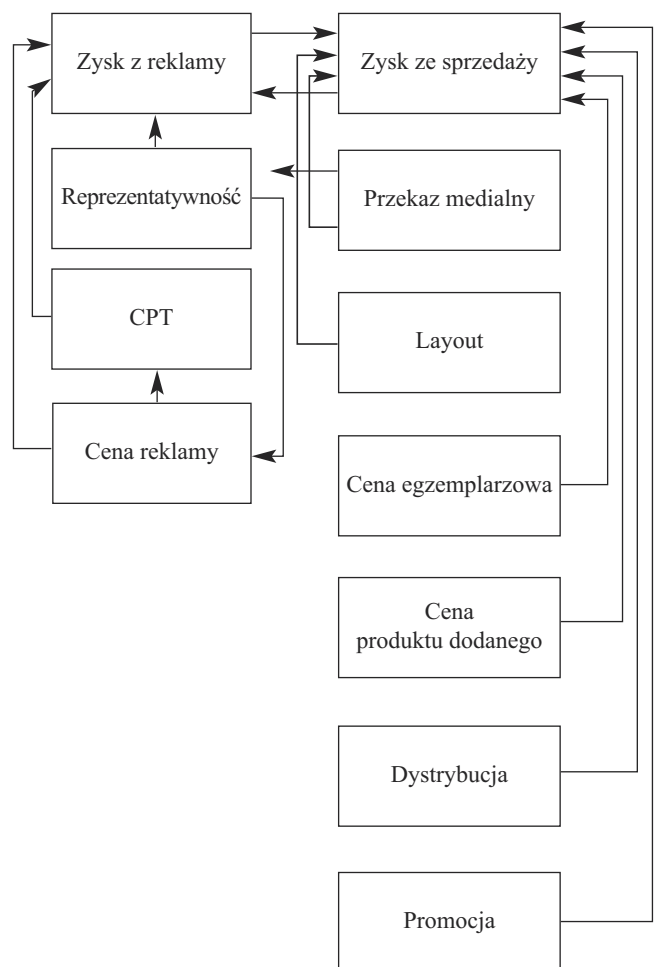 Zysk z reklamy
Zysk ze sprzedaży
Reprezentatywność
Przekaz medialny
CPT
Layout
Cena reklamy
Cena egzemplarzowa
Cena
produktu dodanego
Dystrybucja
Promocja